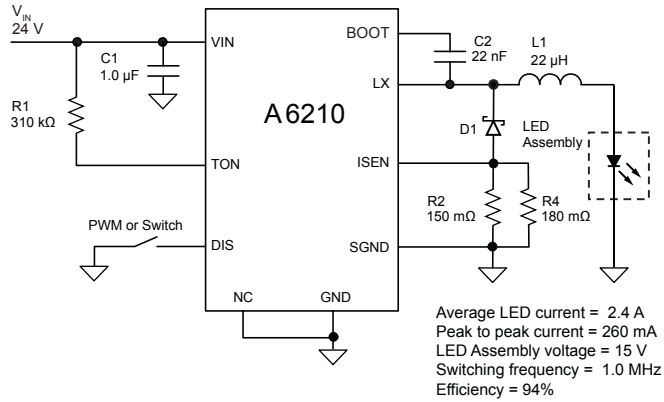 V_IN
24 V
C1
1.0 µF
R1
310 kΩ
PWM or Switch
VIN
TON
DIS
NC
GND
A6210
BOOT
LX
ISEN
SGND
C2
22 nF
L1
22 µH
D1
LED
Assembly
R2
150 mΩ
R4
180 mΩ
Average LED current = 2.4 A
Peak to peak current = 260 mA
LED Assembly voltage = 15 V
Switching frequency = 1.0 MHz
Efficiency = 94%